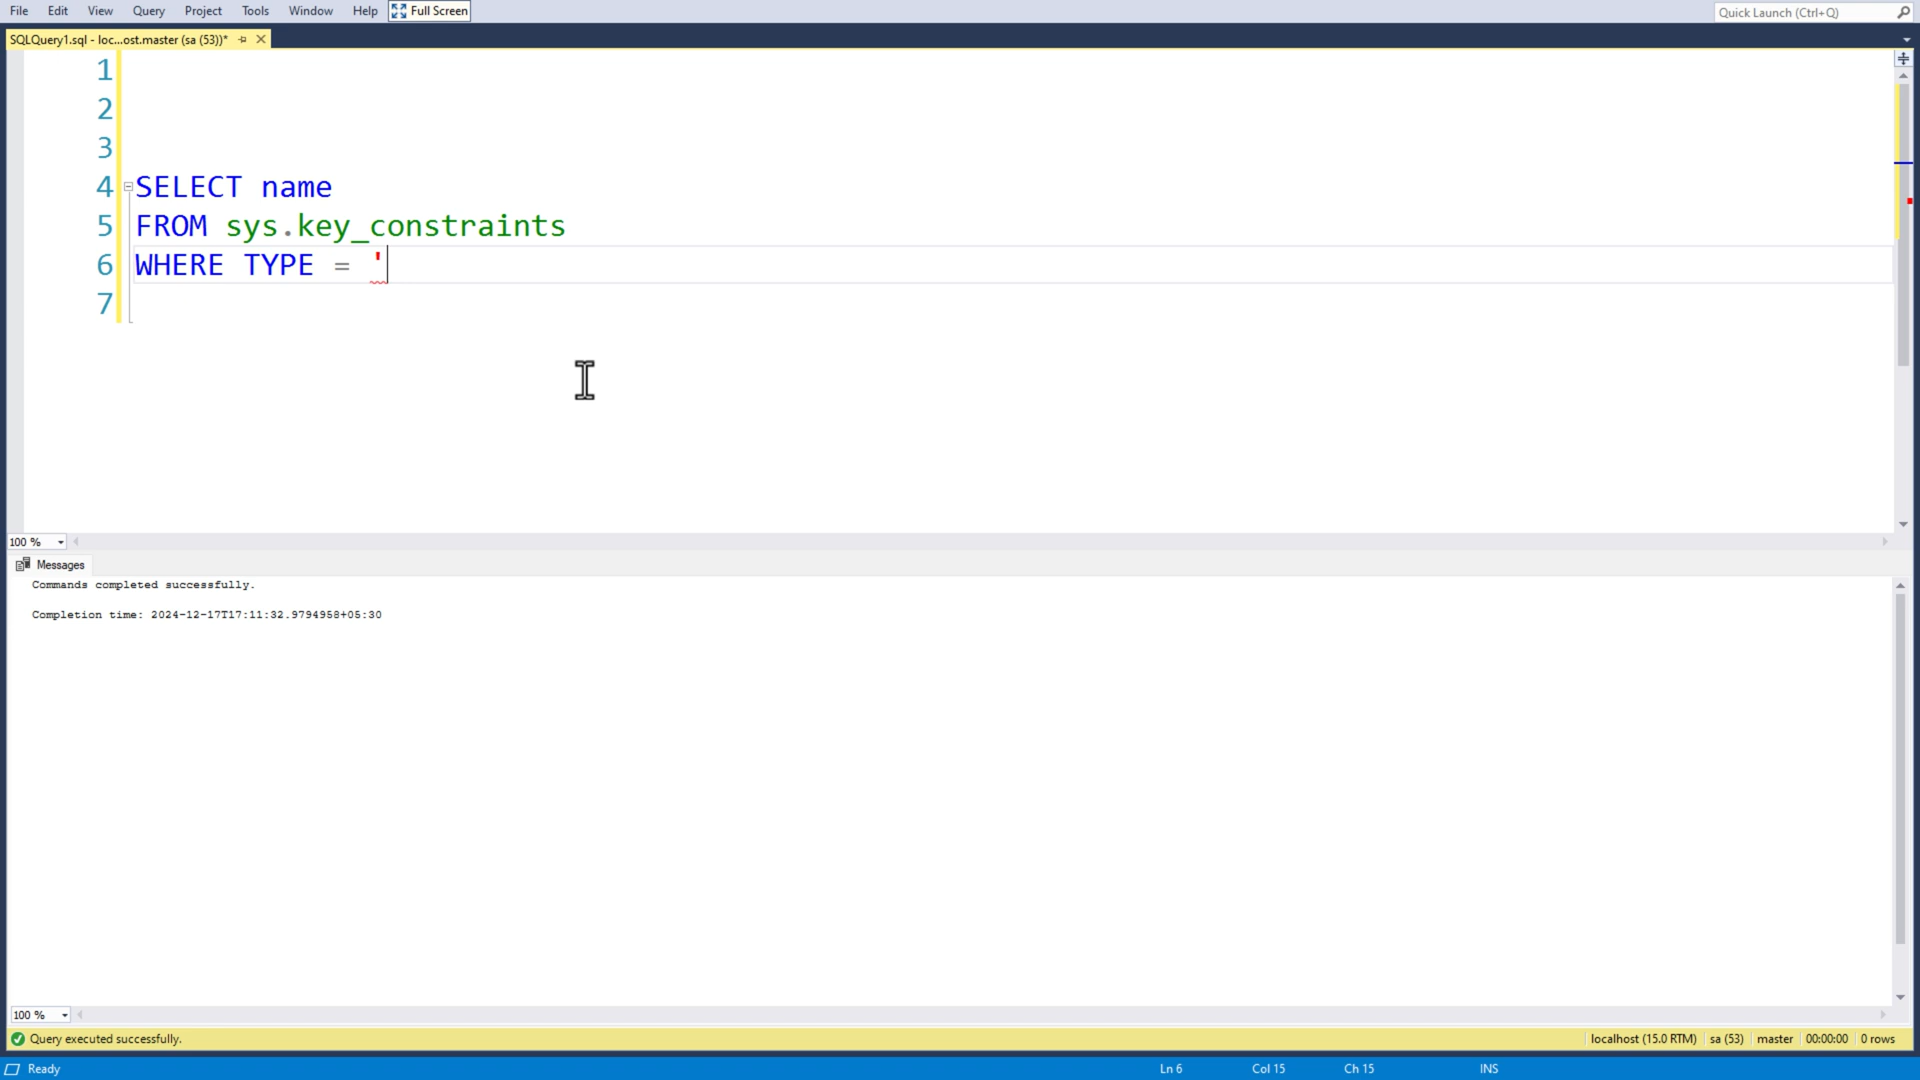 File Edit View Query Project Tools Window Help Full Screen Quick Launch (Ctrl+Q)
SQLQuery1.sql - loc...ost.master (sa (53))*
1
2
3
4 SELECT name
5 FROM sys.key_constraints
6 WHERE TYPE = '
7
100 %
Messages
Commands completed successfully.
Completion time: 2024-12-17T17:11:32.9794958+05:30
100 %
Query executed successfully. localhost (15.0 RTM) sa (53) master 00:00:00 0 rows
Ready Ln 6 Col 15 Ch 15 INS